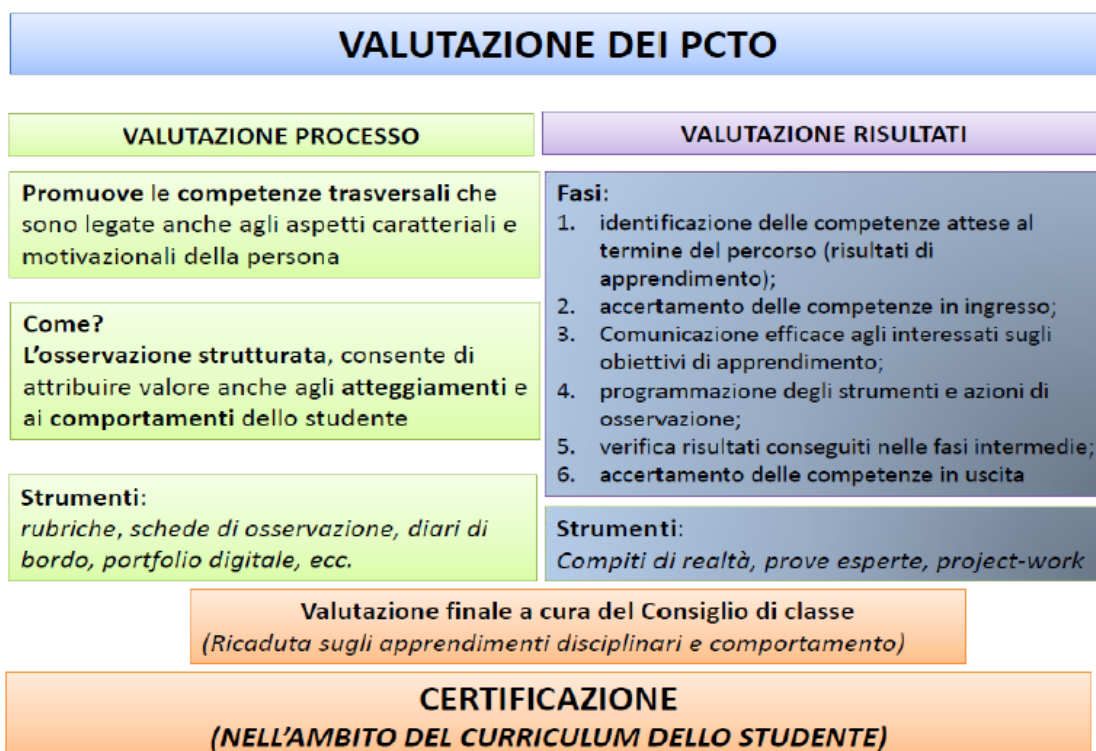 VALUTAZIONE DEI PCTO
VALUTAZIONE PROCESSO
Promuove le competenze trasversali che
sono legate anche agli aspetti caratteriali e
motivazionali della persona
Come?
L'osservazione strutturata, consente di
attribuire valore anche agli atteggiamenti e
ai comportamenti dello studente
Strumenti:
rubriche, schede di osservazione, diari di
bordo, portfolio digitale, ecc.
VALUTAZIONE RISULTATI
Fasi:
1. identificazione delle competenze attese al
termine del percorso (risultati di
apprendimento);
2. accertamento delle competenze in ingresso;
3. Comunicazione efficace agli interessati sugli
obiettivi di apprendimento;
4. programmazione degli strumenti e azioni di
osservazione;
5. verifica risultati conseguiti nelle fasi intermedie;
6. accertamento delle competenze in uscita
Strumenti:
Compiti di realtà, prove esperte, project-work
Valutazione finale a cura del Consiglio di classe
(Ricaduta sugli apprendimenti disciplinari e comportamento)
CERTIFICAZIONE
(NELL'AMBITO DEL CURRICULUM DELLO STUDENTE)